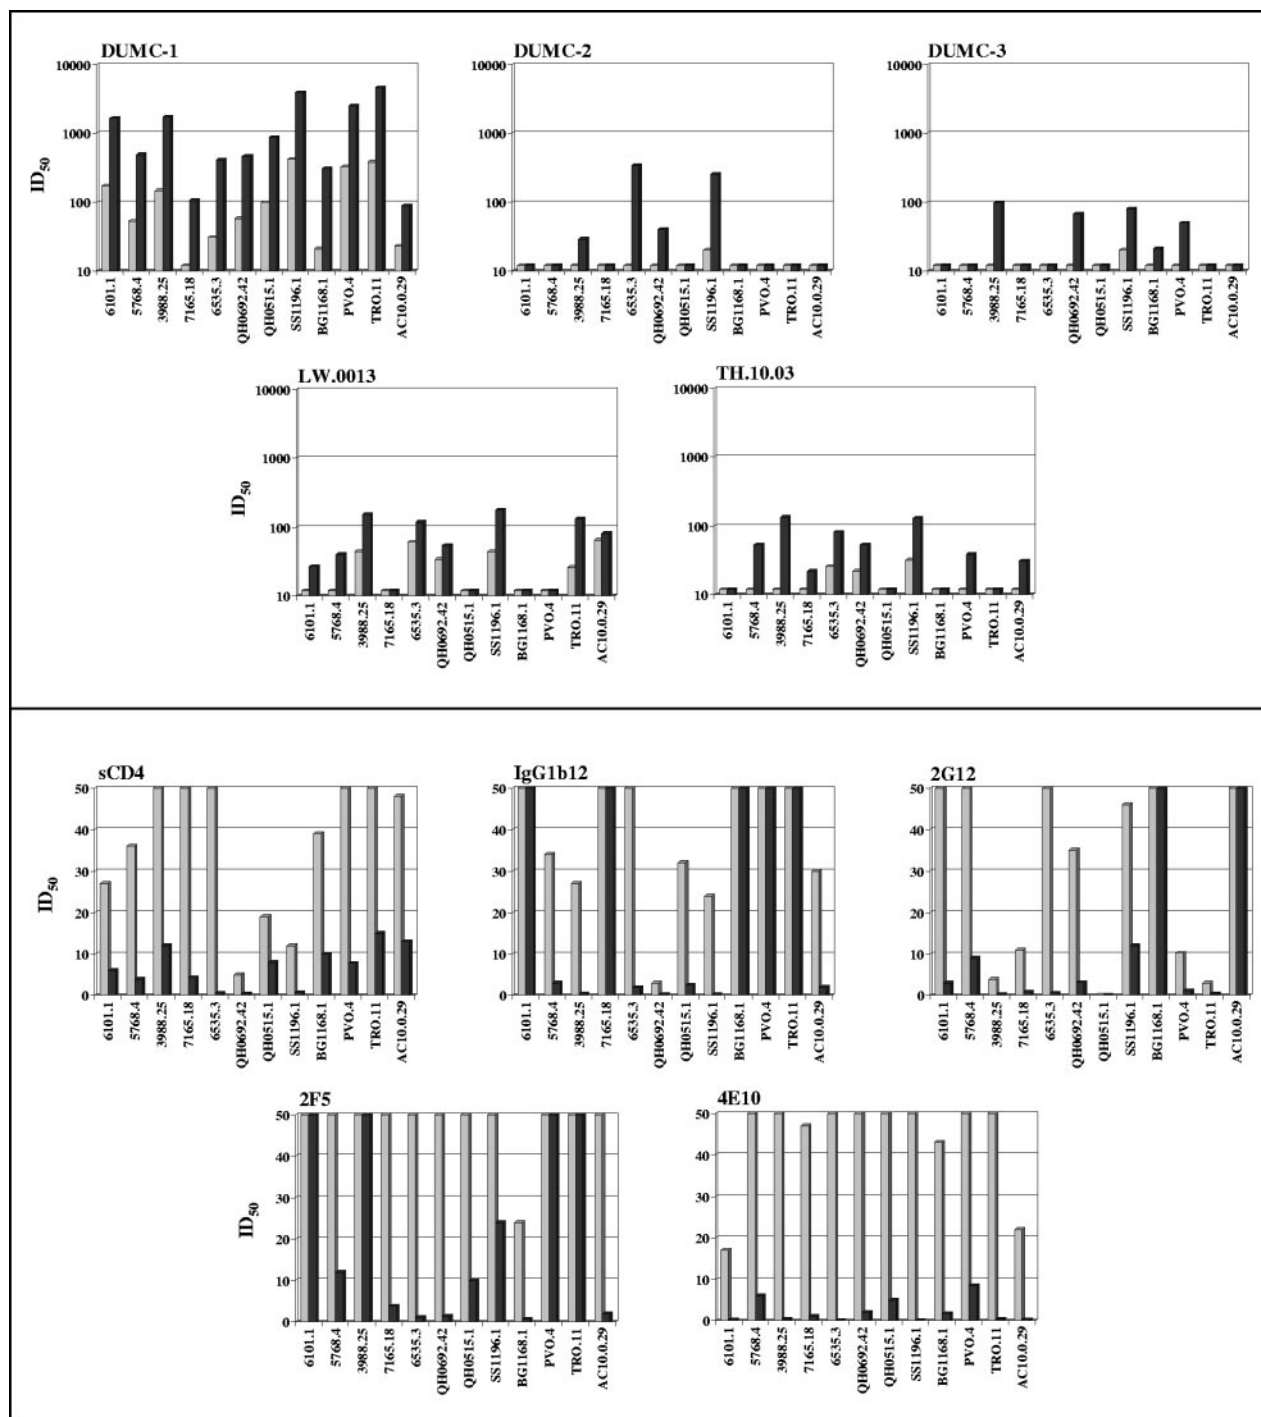 DUMC-1
ID50
10000
1000
100
10
6101.1
5768.4
3988.25
7165.18
6535.3
QH0692.42
QH0515.1
SS1196.1
BG1168.1
PVO.4
TRO.11
AC10.0.29
DUMC-2
10000
1000
100
10
6101.1
5768.4
3988.25
7165.18
6535.3
QH0692.42
QH0515.1
SS1196.1
BG1168.1
PVO.4
TRO.11
AC10.0.29
DUMC-3
10000
1000
100
10
6101.1
5768.4
3988.25
7165.18
6535.3
QH0692.42
QH0515.1
SS1196.1
BG1168.1
PVO.4
TRO.11
AC10.0.29
LW.0013
ID50
10000
1000
100
10
6101.1
5768.4
3988.25
7165.18
6535.3
QH0692.42
QH0515.1
SS1196.1
BG1168.1
PVO.4
TRO.11
AC10.0.29
TH.10.03
10000
1000
100
10
6101.1
5768.4
3988.25
7165.18
6535.3
QH0692.42
QH0515.1
SS1196.1
BG1168.1
PVO.4
TRO.11
AC10.0.29
sCD4
ID50
50
40
30
20
10
0
6101.1
5768.4
3988.25
7165.18
6535.3
QH0692.42
QH0515.1
SS1196.1
BG1168.1
PVO.4
TRO.11
AC10.0.29
IgG1b12
50
40
30
20
10
0
6101.1
5768.4
3988.25
7165.18
6535.3
QH0692.42
QH0515.1
SS1196.1
BG1168.1
PVO.4
TRO.11
AC10.0.29
2G12
50
40
30
20
10
0
6101.1
5768.4
3988.25
7165.18
6535.3
QH0692.42
QH0515.1
SS1196.1
BG1168.1
PVO.4
TRO.11
AC10.0.29
2F5
ID50
50
40
30
20
10
0
6101.1
5768.4
3988.25
7165.18
6535.3
QH0692.42
QH0515.1
SS1196.1
BG1168.1
PVO.4
TRO.11
AC10.0.29
4E10
50
40
30
20
10
0
6101.1
5768.4
3988.25
7165.18
6535.3
QH0692.42
QH0515.1
SS1196.1
BG1168.1
PVO.4
TRO.11
AC10.0.29